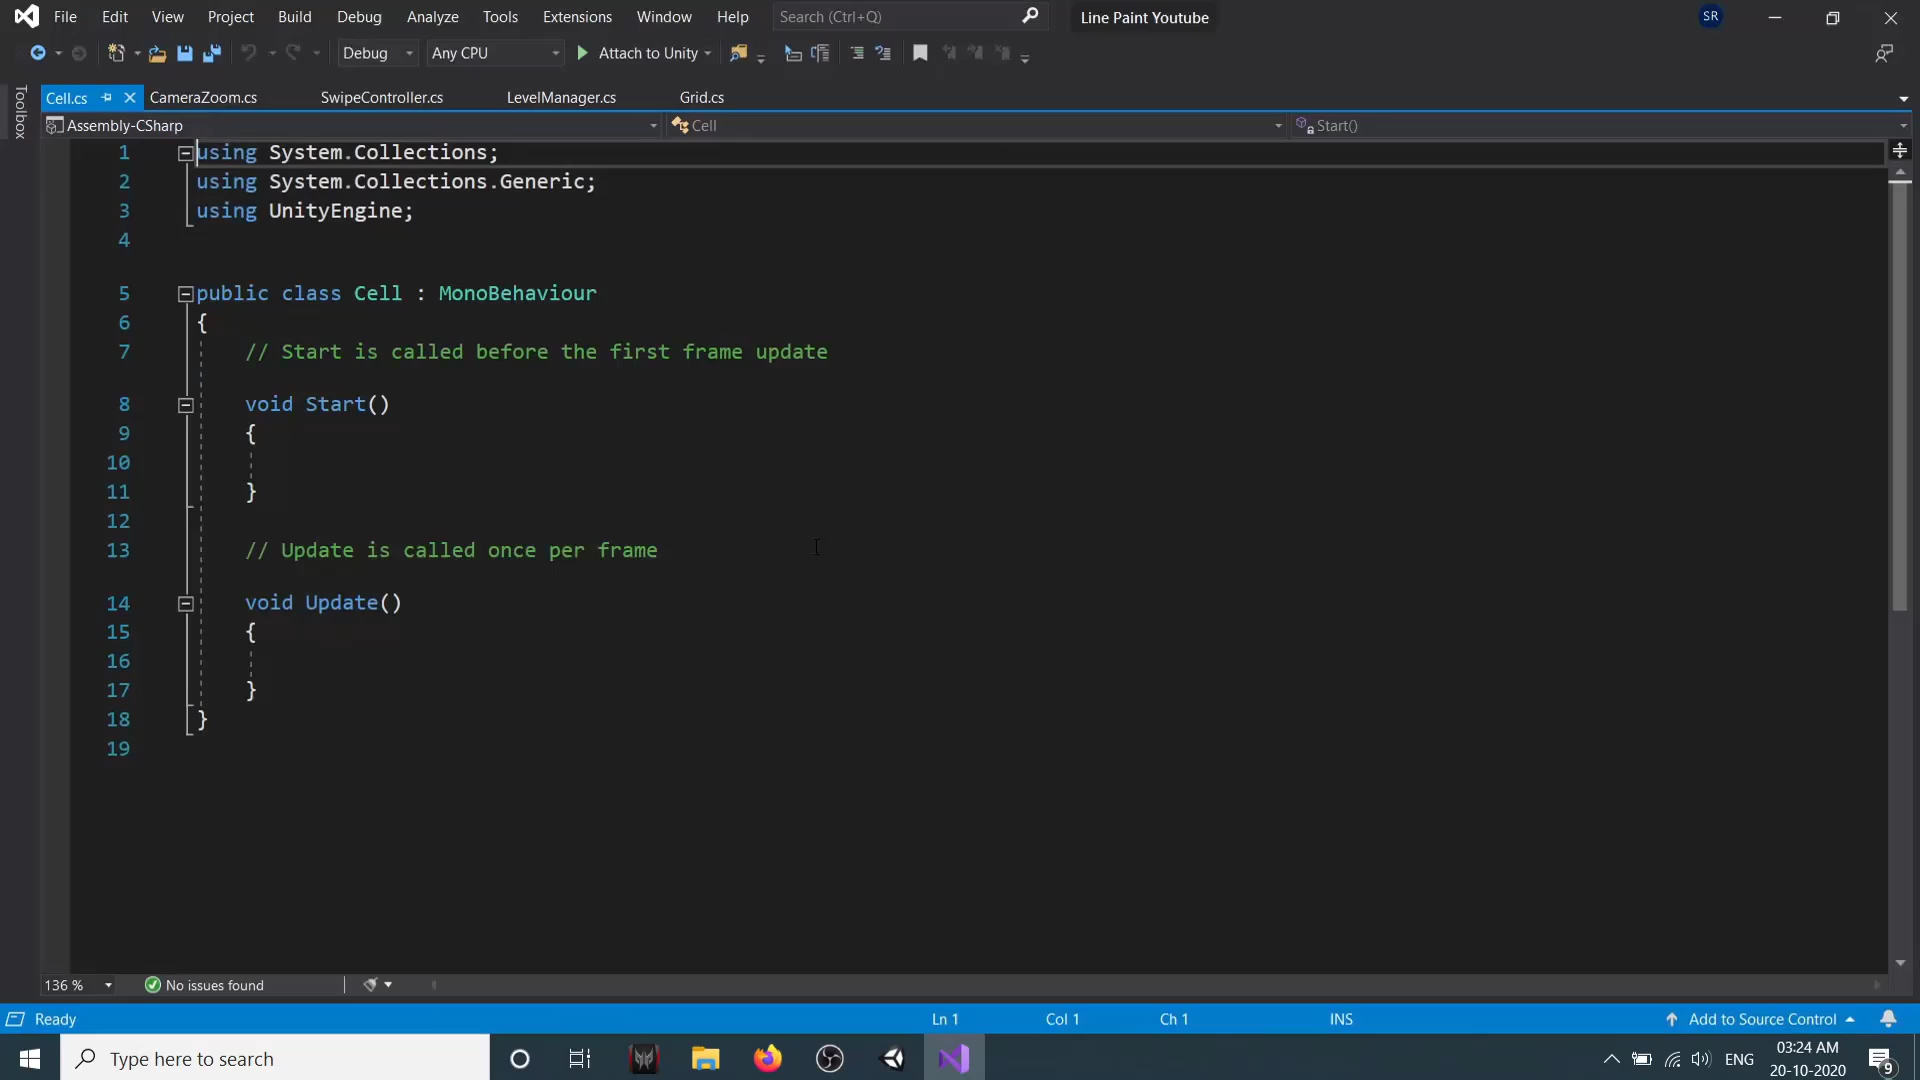 File Edit View Project Build Debug Analyze Tools Extensions Window Help Search (Ctrl+Q) Line Paint Youtube SR
Debug Any CPU Attach to Unity
Toolbox
Cell.cs CameraZoom.cs SwipeController.cs LevelManager.cs Grid.cs
Assembly-CSharp Cell Start()
1 using System.Collections;
2 using System.Collections.Generic;
3 using UnityEngine;
4
5 public class Cell : MonoBehaviour
6 {
7 // Start is called before the first frame update
8 void Start()
9 {
10
11 }
12
13 // Update is called once per frame
14 void Update()
15 {
16
17 }
18 }
19
136 % No issues found
Ready Ln 1 Col 1 Ch 1 INS Add to Source Control
Type here to search ENG 03:24 AM
20-10-2020 9